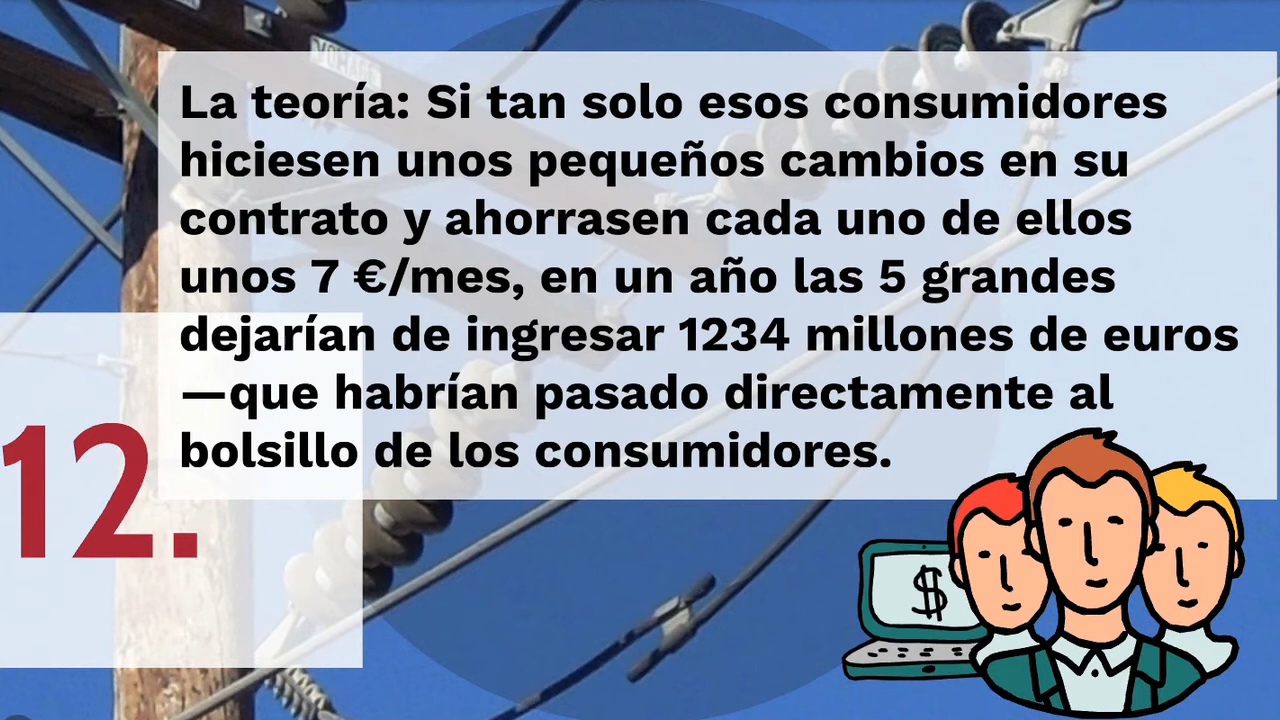 La teoría: Si tan solo esos consumidores
hiciesen unos pequeños cambios en su
contrato y ahorrasen cada uno de ellos
unos 7 €/mes, en un año las 5 grandes
dejarían de ingresar 1234 millones de euros
—que habrían pasado directamente al
bolsillo de los consumidores.
12.
$